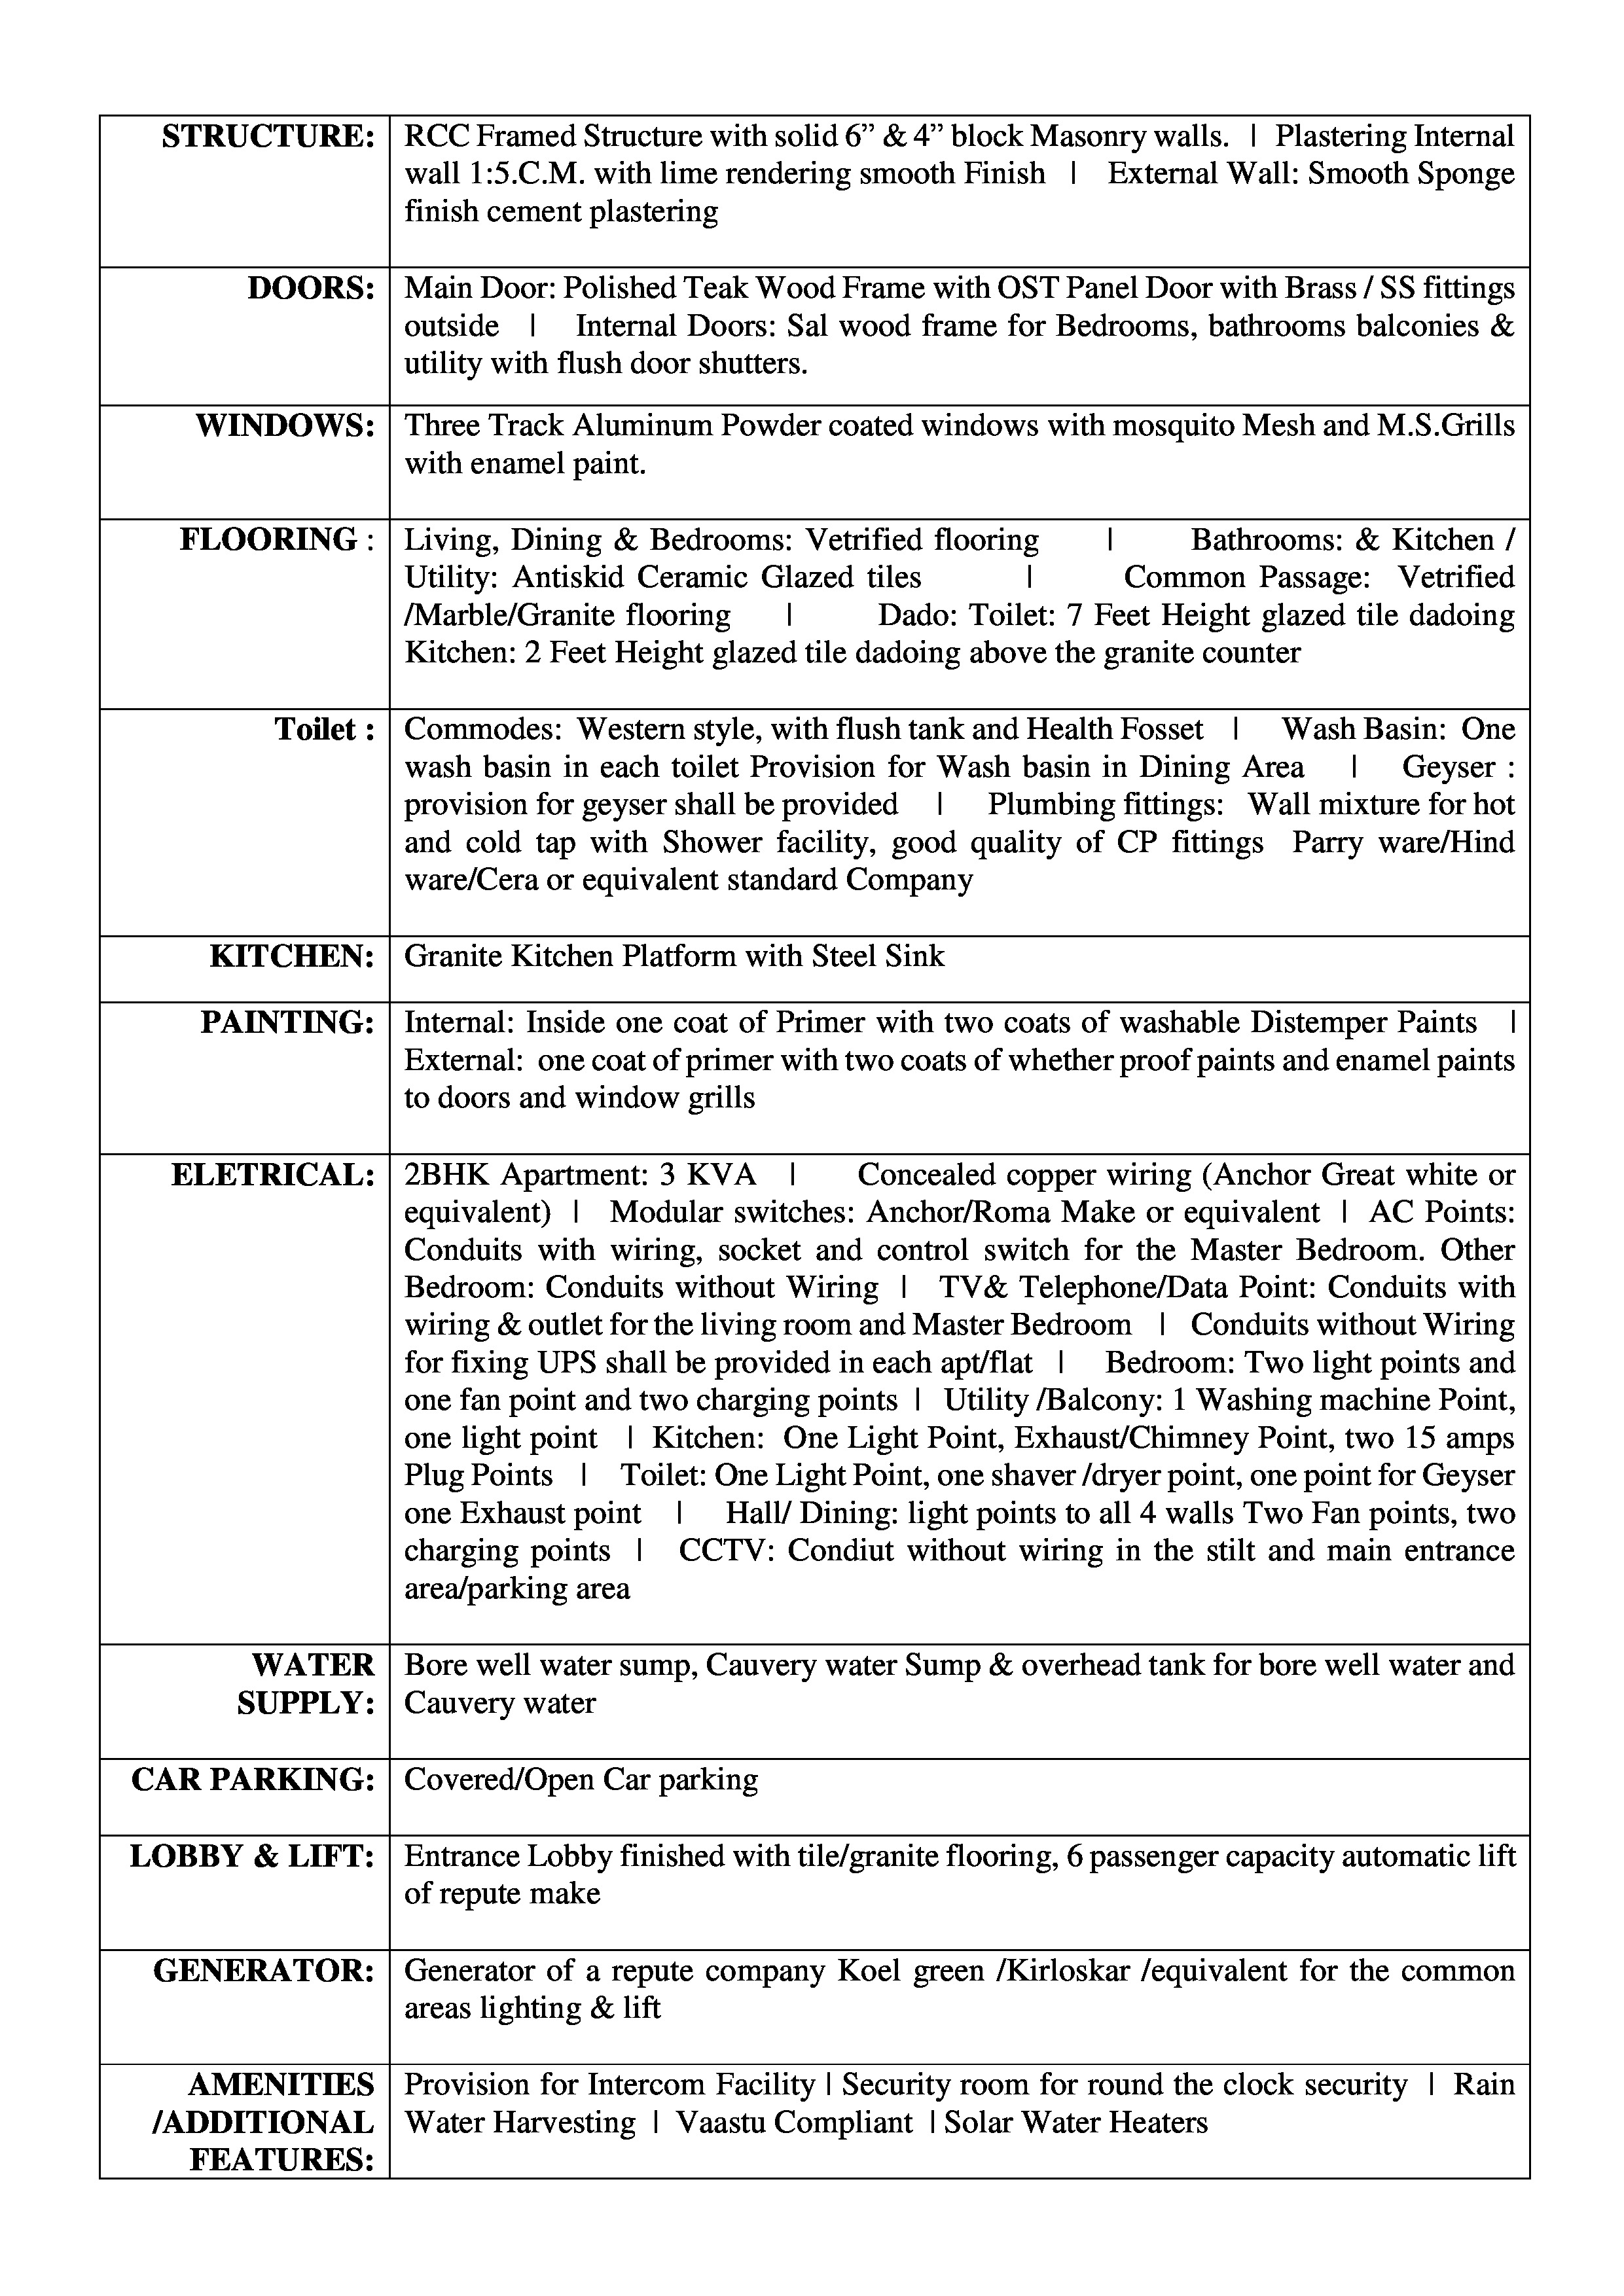 STRUCTURE: RCC Framed Structure with solid 6” & 4” block Masonry walls. | Plastering Internal
wall 1:5.C.M. with lime rendering smooth Finish | External Wall: Smooth Sponge
finish cement plastering
DOORS: Main Door: Polished Teak Wood Frame with OST Panel Door with Brass / SS fittings
outside | Internal Doors: Sal wood frame for Bedrooms, bathrooms balconies &
utility with flush door shutters.
WINDOWS: Three Track Aluminum Powder coated windows with mosquito Mesh and M.S.Grills
with enamel paint.
FLOORING : Living, Dining & Bedrooms: Vetrified flooring | Bathrooms: & Kitchen /
Utility: Antiskid Ceramic Glazed tiles | Common Passage: Vetrified
/Marble/Granite flooring | Dado: Toilet: 7 Feet Height glazed tile dadoing
Kitchen: 2 Feet Height glazed tile dadoing above the granite counter
Toilet : Commodes: Western style, with flush tank and Health Fosset | Wash Basin: One
wash basin in each toilet Provision for Wash basin in Dining Area | Geyser :
provision for geyser shall be provided | Plumbing fittings: Wall mixture for hot
and cold tap with Shower facility, good quality of CP fittings Parry ware/Hind
ware/Cera or equivalent standard Company
KITCHEN: Granite Kitchen Platform with Steel Sink
PAINTING: Internal: Inside one coat of Primer with two coats of washable Distemper Paints |
External: one coat of primer with two coats of whether proof paints and enamel paints
to doors and window grills
ELETRICAL: 2BHK Apartment: 3 KVA | Concealed copper wiring (Anchor Great white or
equivalent) | Modular switches: Anchor/Roma Make or equivalent | AC Points:
Conduits with wiring, socket and control switch for the Master Bedroom. Other
Bedroom: Conduits without Wiring | TV& Telephone/Data Point: Conduits with
wiring & outlet for the living room and Master Bedroom | Conduits without Wiring
for fixing UPS shall be provided in each apt/flat | Bedroom: Two light points and
one fan point and two charging points | Utility /Balcony: 1 Washing machine Point,
one light point | Kitchen: One Light Point, Exhaust/Chimney Point, two 15 amps
Plug Points | Toilet: One Light Point, one shaver /dryer point, one point for Geyser
one Exhaust point | Hall/ Dining: light points to all 4 walls Two Fan points, two
charging points | CCTV: Condiut without wiring in the stilt and main entrance
area/parking area
WATER SUPPLY: Bore well water sump, Cauvery water Sump & overhead tank for bore well water and
Cauvery water
CAR PARKING: Covered/Open Car parking
LOBBY & LIFT: Entrance Lobby finished with tile/granite flooring, 6 passenger capacity automatic lift
of repute make
GENERATOR: Generator of a repute company Koel green /Kirloskar /equivalent for the common
areas lighting & lift
AMENITIES
/ADDITIONAL
FEATURES:
Provision for Intercom Facility | Security room for round the clock security | Rain
Water Harvesting | Vaastu Compliant | Solar Water Heaters